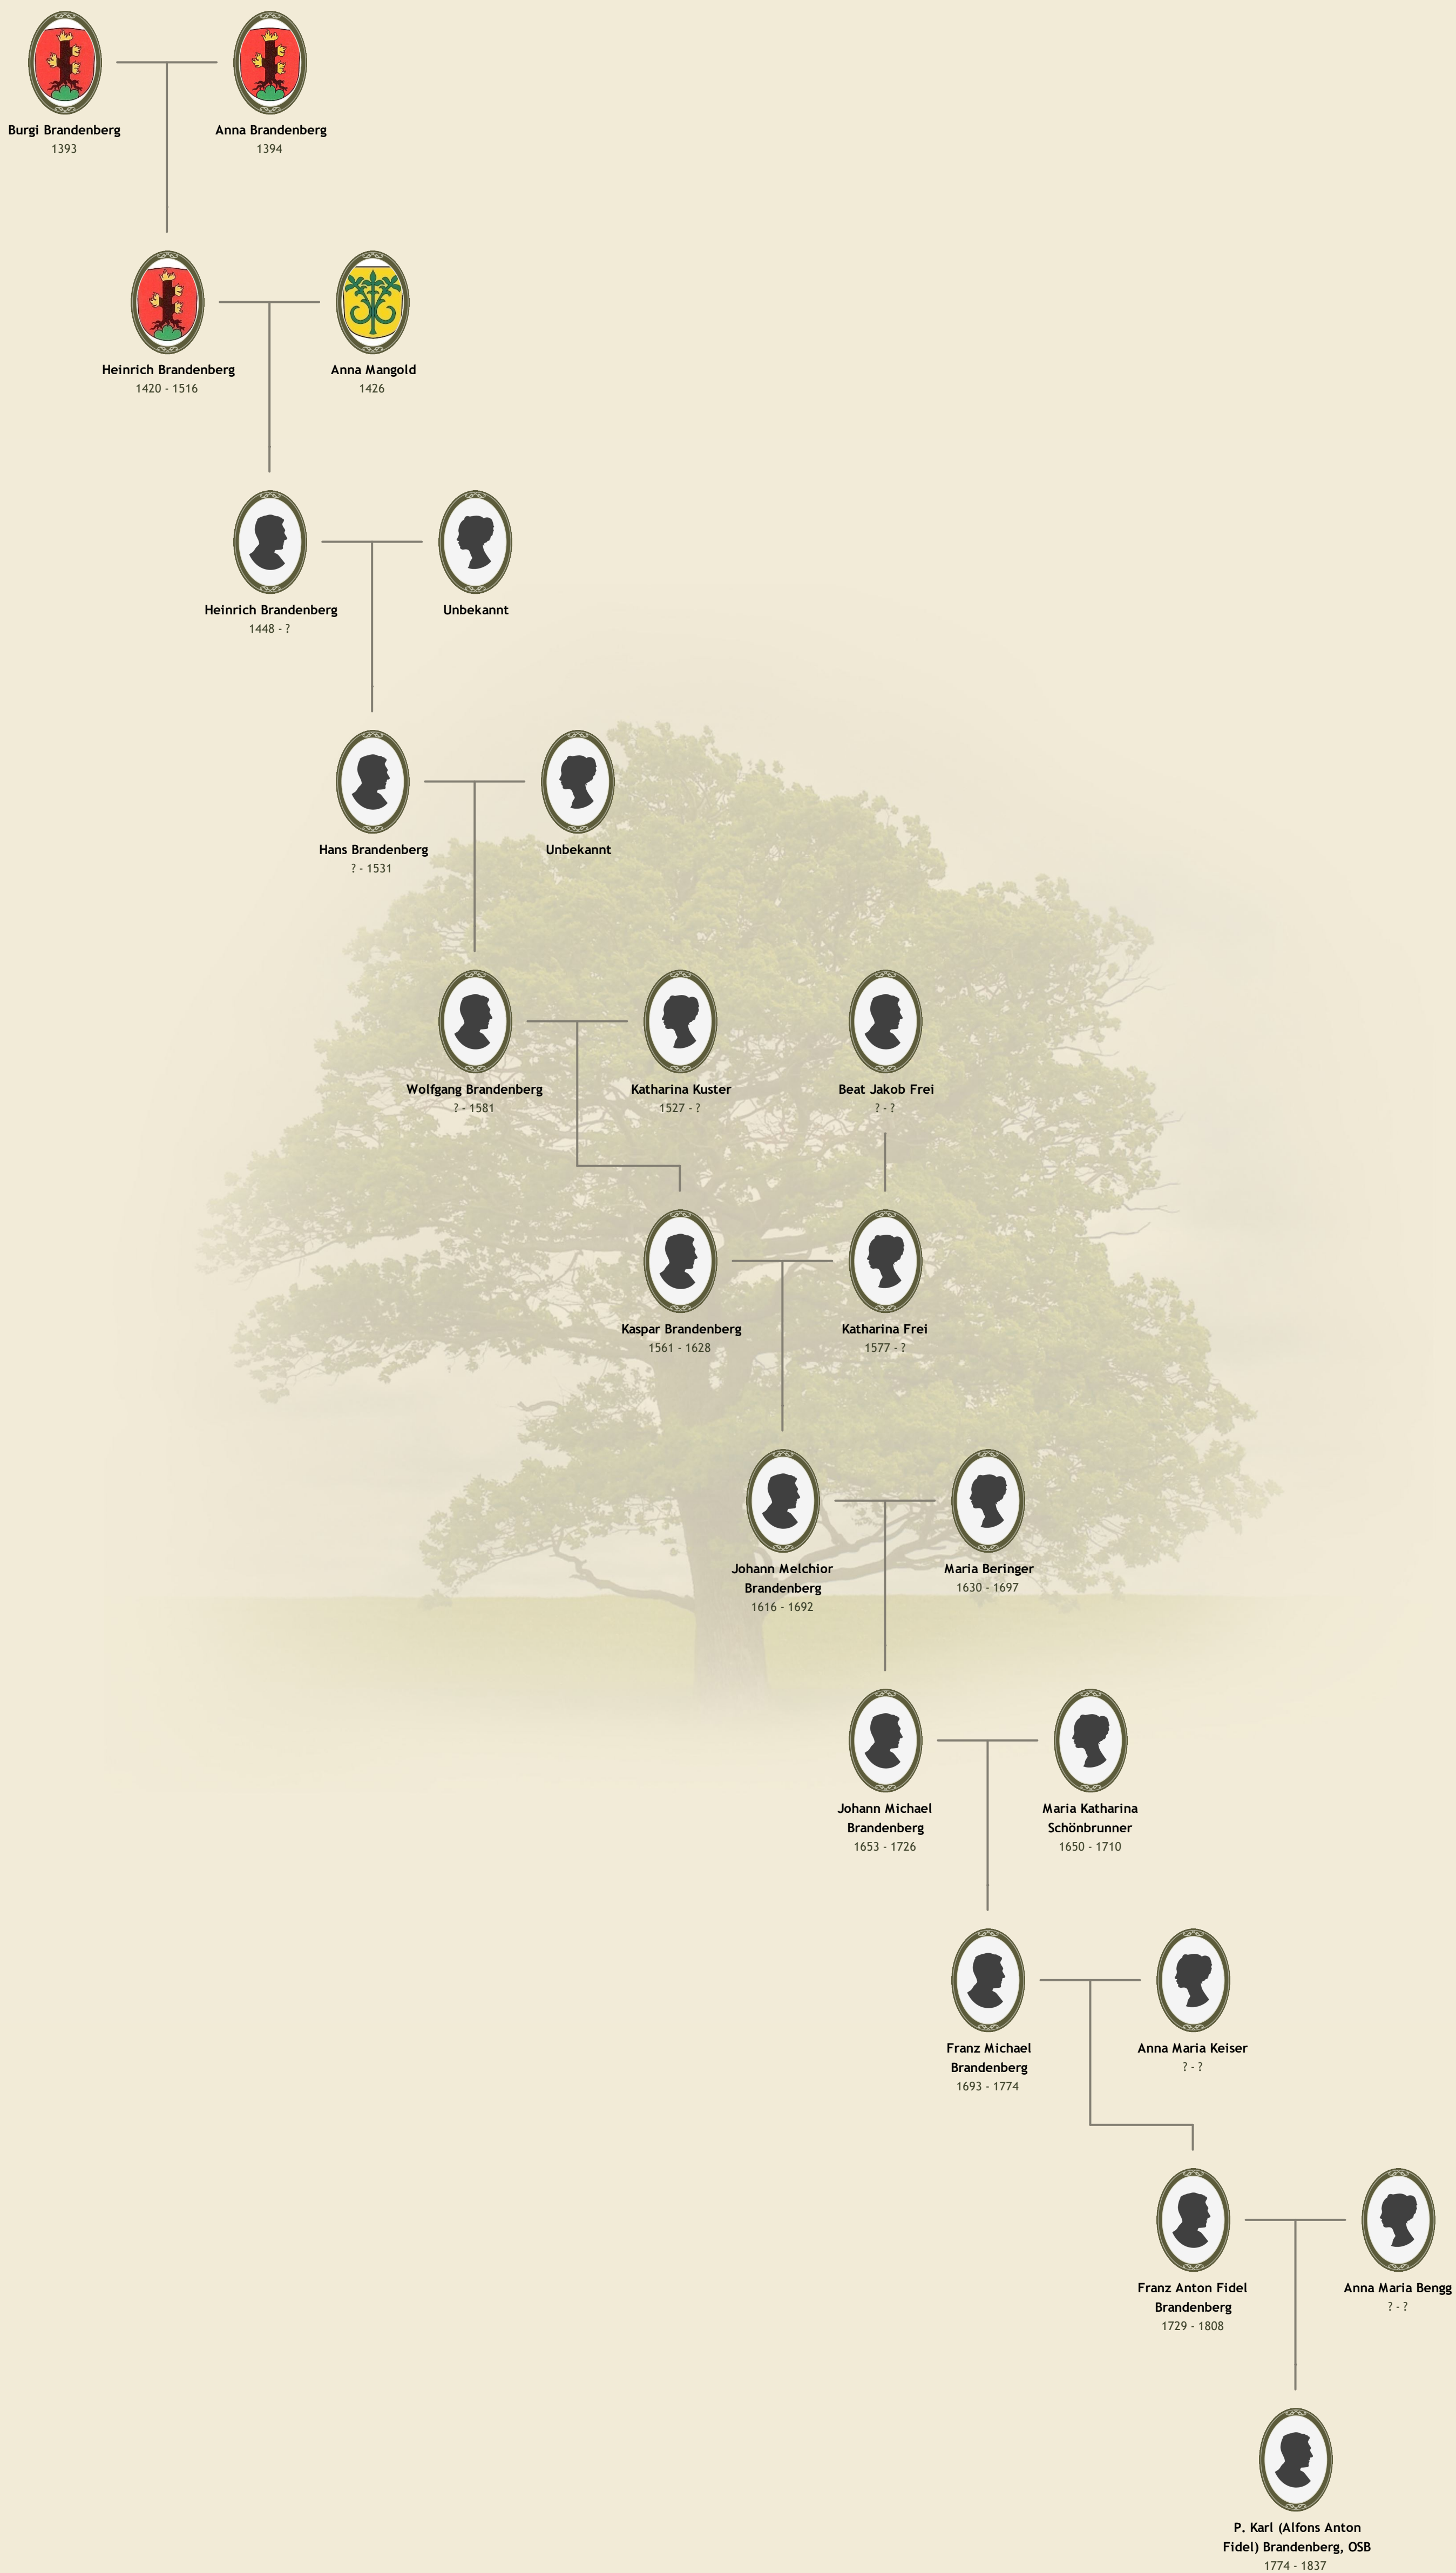 Burgi Brandenberg
1393
Anna Brandenberg
1394
Heinrich Brandenberg
1420 - 1516
Anna Mangold
1426
Heinrich Brandenberg
1448 - ?
Unbekannt
Hans Brandenberg
? - 1531
Unbekannt
Wolfgang Brandenberg
? - 1581
Katharina Kuster
1527 - ?
Beat Jakob Frei
? - ?
Kaspar Brandenberg
1561 - 1628
Katharina Frei
1577 - ?
Johann Melchior
Brandenberg
1616 - 1692
Maria Beringer
1630 - 1697
Johann Michael
Brandenberg
1653 - 1726
Maria Katharina
Schönbrunner
1650 - 1710
Franz Michael
Brandenberg
1693 - 1774
Anna Maria Keiser
? - ?
Franz Anton Fidel
Brandenberg
1729 - 1808
Anna Maria Bengg
? - ?
P. Karl (Alfons Anton
Fidel) Brandenberg, OSB
1774 - 1837